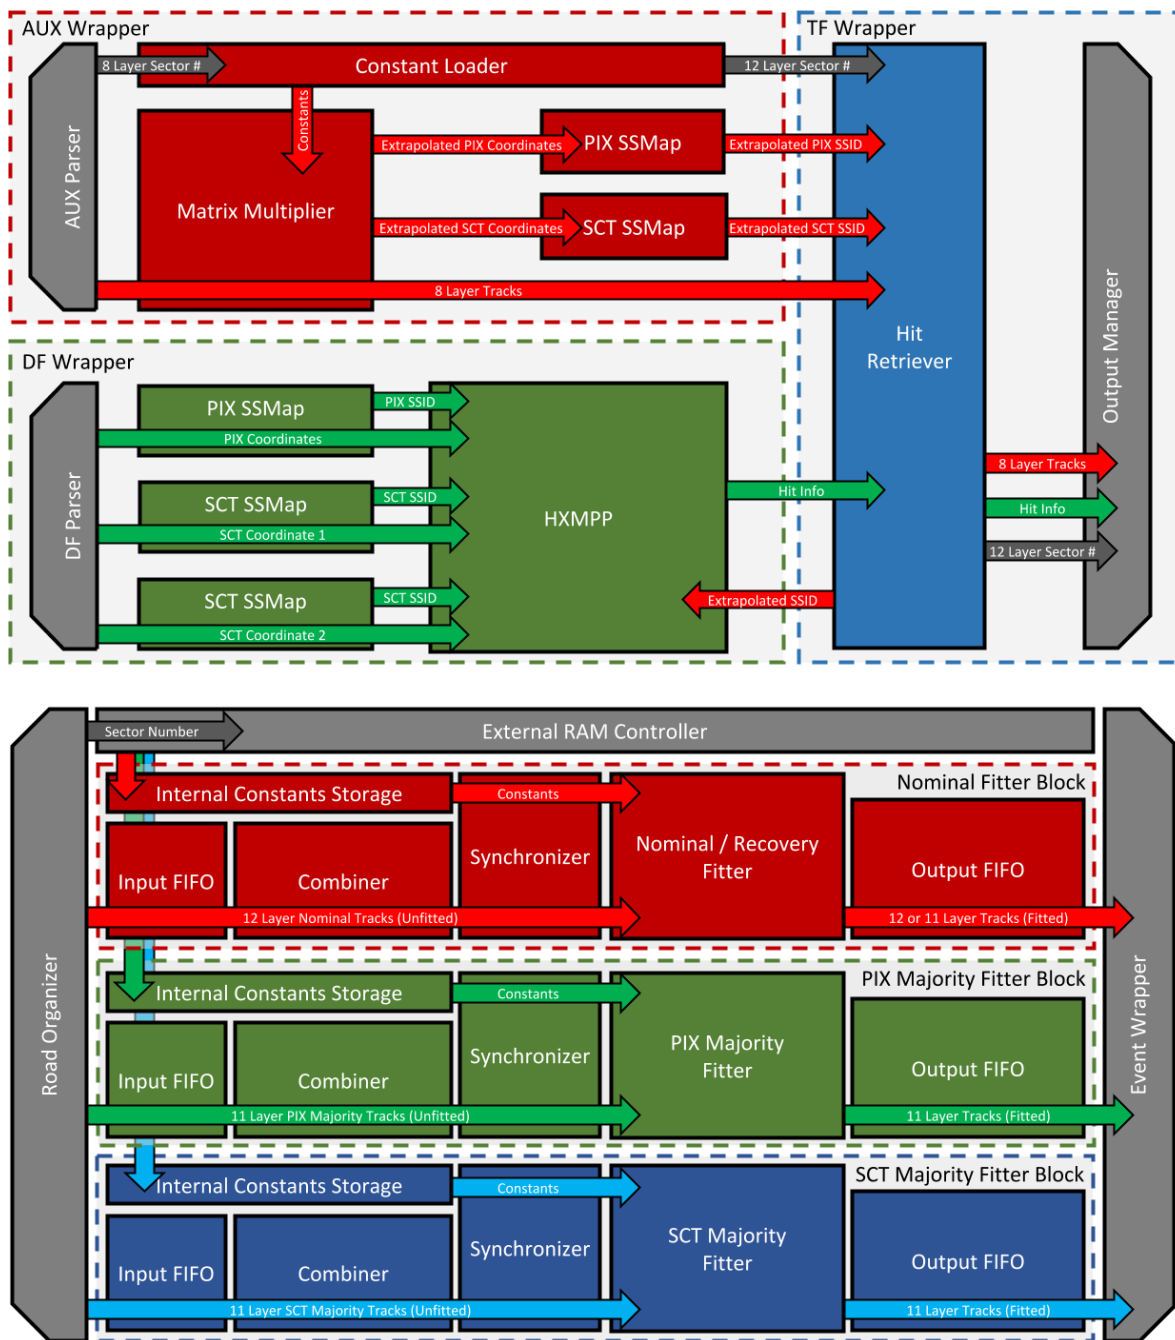 AUX Wrapper
TF Wrapper
8 Layer Sector #
Constant Loader
12 Layer Sector #
Constants
AUX Parser
Matrix Multiplier
Extrapolated PIX Coordinates
PIX SSMap
Extrapolated PIX SSID
Extrapolated SCT Coordinates
SCT SSMap
Extrapolated SCT SSID
8 Layer Tracks
Hit
Retriever
Output Manager
DF Wrapper
DF Parser
PIX SSMap
PIX SSID
PIX Coordinates
SCT SSMap
SCT SSID
SCT Coordinate 1
SCT SSMap
SCT SSID
SCT Coordinate 2
HXMPP
Hit Info
Extrapolated SSID
8 Layer Tracks
Hit Info
12 Layer Sector #
Road Organizer
Sector Number
External RAM Controller
Event Wrapper
Nominal Fitter Block
Internal Constants Storage
Constants
Input FIFO
Combiner
Synchronizer
Nominal / Recovery
Fitter
Output FIFO
12 Layer Nominal Tracks (Unfitted)
12 or 11 Layer Tracks (Fitted)
PIX Majority Fitter Block
Internal Constants Storage
Constants
Input FIFO
Combiner
Synchronizer
PIX Majority
Fitter
Output FIFO
11 Layer PIX Majority Tracks (Unfitted)
11 Layer Tracks (Fitted)
SCT Majority Fitter Block
Internal Constants Storage
Constants
Input FIFO
Combiner
Synchronizer
SCT Majority
Fitter
Output FIFO
11 Layer SCT Majority Tracks (Unfitted)
11 Layer Tracks (Fitted)